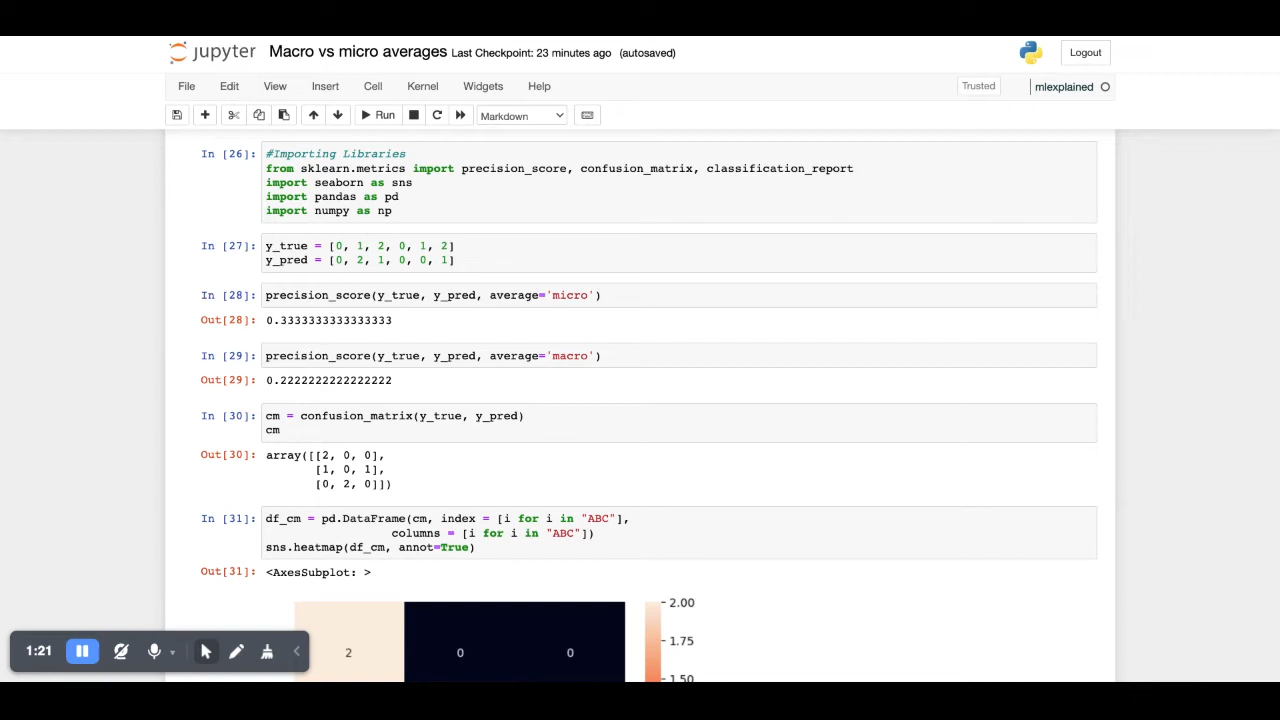 jupyter Macro vs micro averages Last Checkpoint: 23 minutes ago (autosaved)
Logout
File Edit View Insert Cell Kernel Widgets Help
Trusted
mlexplained
Run
Markdown
In [26]: #Importing Libraries
from sklearn.metrics import precision_score, confusion_matrix, classification_report
import seaborn as sns
import pandas as pd
import numpy as np
In [27]: y_true = [0, 1, 2, 0, 1, 2]
y_pred = [0, 2, 1, 0, 0, 1]
In [28]: precision_score(y_true, y_pred, average='micro')
Out[28]: 0.3333333333333333
In [29]: precision_score(y_true, y_pred, average='macro')
Out[29]: 0.2222222222222222
In [30]: cm = confusion_matrix(y_true, y_pred)
cm
Out[30]: array([[2, 0, 0],
[1, 0, 1],
[0, 2, 0]])
In [31]: df_cm = pd.DataFrame(cm, index = [i for i in "ABC"],
columns = [i for i in "ABC"])
sns.heatmap(df_cm, annot=True)
Out[31]: <AxesSubplot: >
2.00
1.75
1:21
2 0 0
1.50